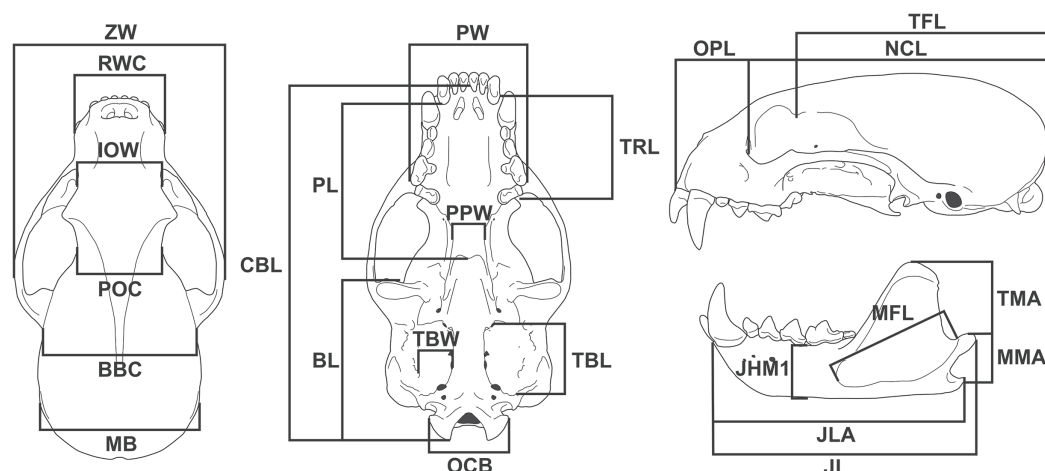 ZW
RWC
IOW
POC
BBC
MB
PW
TRL
PL
PPW
CBL
BL
TBW
TBL
OCB
TFL
OPL
NCL
TMA
MFL
MMA
JHM1
JLA
JL